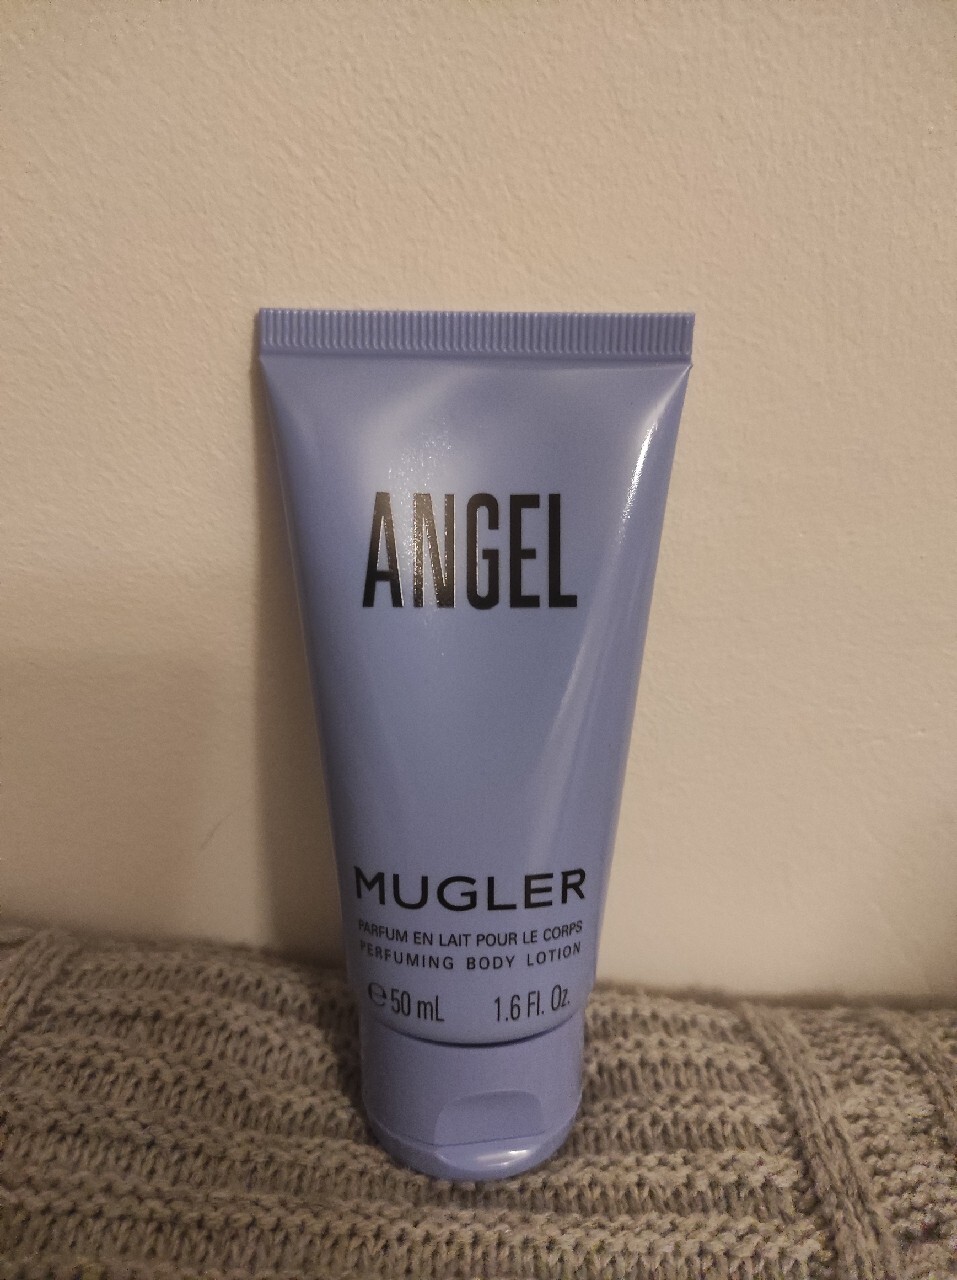 ANGEL
MUGLER
PARFUM EN LAIT POUR LE CORPS
PERFUMING BODY LOTION
℮50 mL 1.6 Fl. Oz.